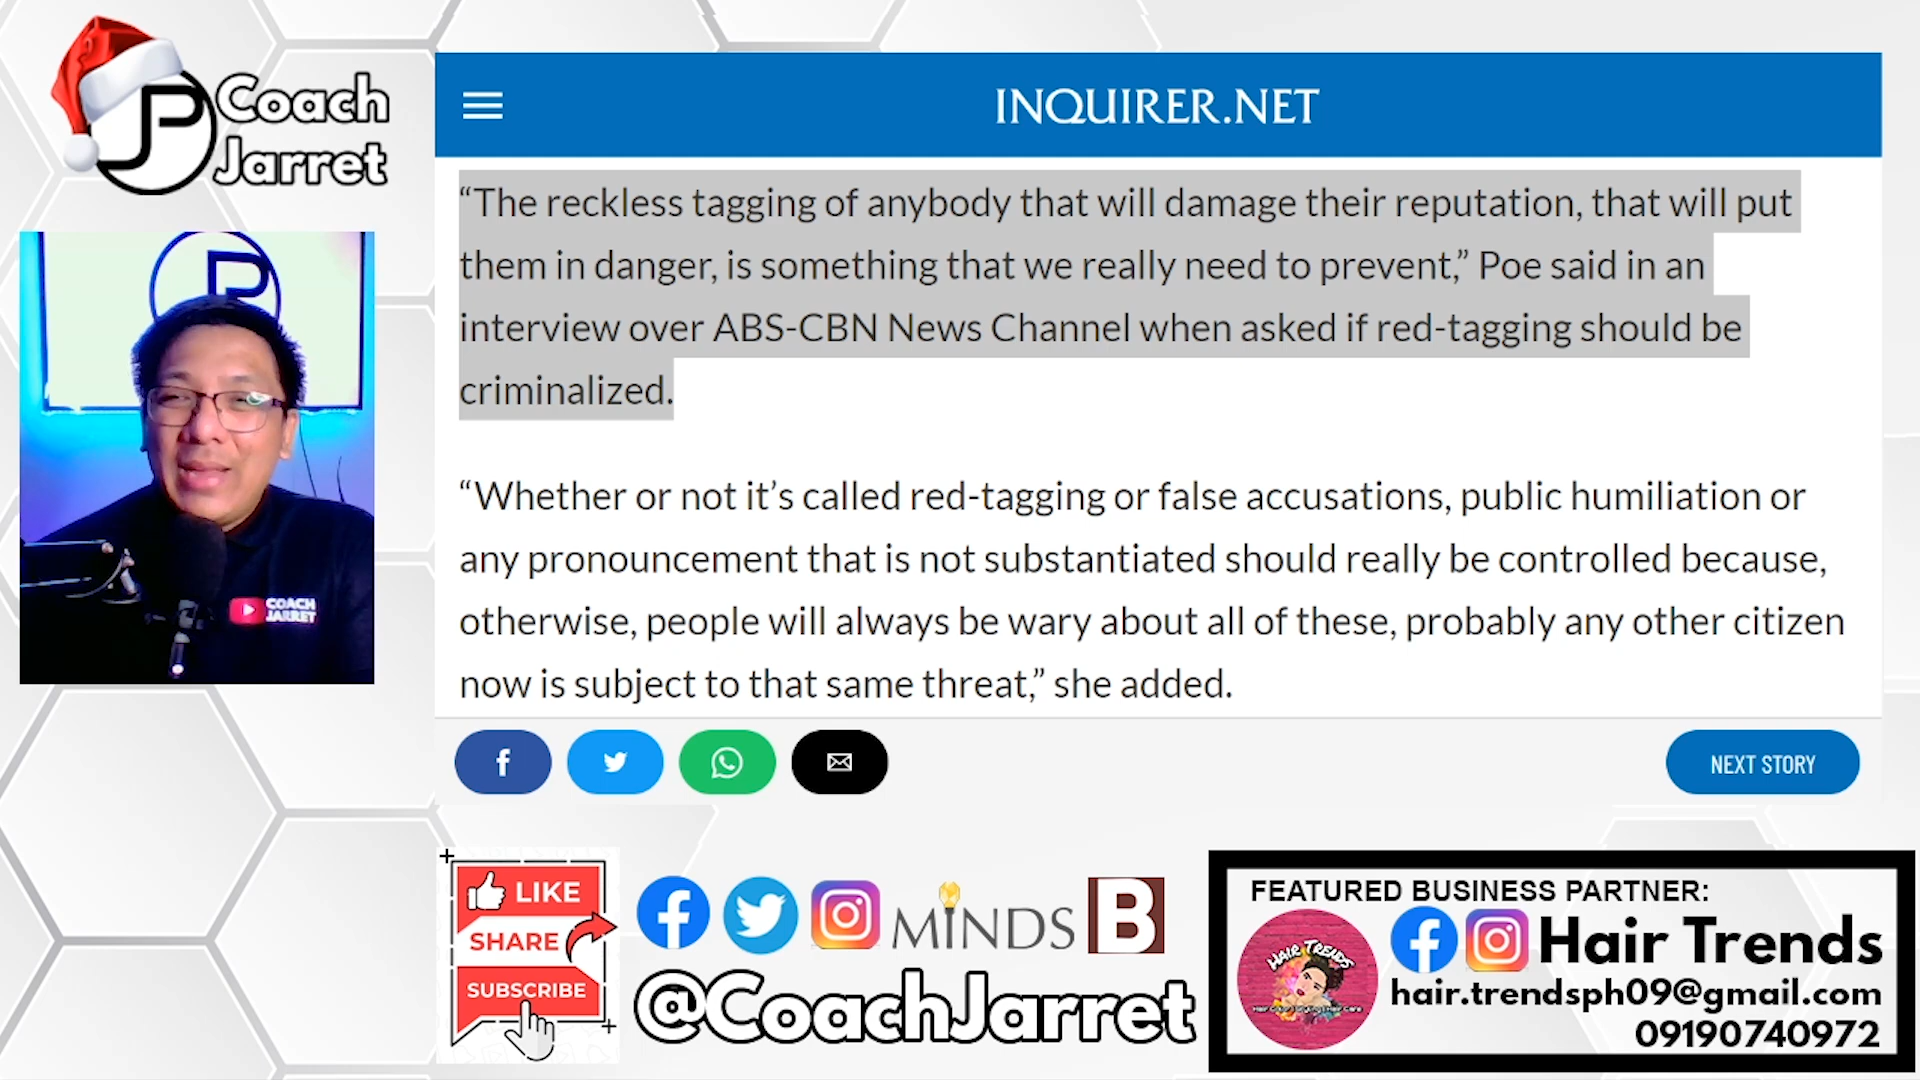 Coach
Jarret
INQUIRER.NET
“The reckless tagging of anybody that will damage their reputation, that will put
them in danger, is something that we really need to prevent,” Poe said in an
interview over ABS-CBN News Channel when asked if red-tagging should be
criminalized.
“Whether or not it’s called red-tagging or false accusations, public humiliation or
any pronouncement that is not substantiated should really be controlled because,
otherwise, people will always be wary about all of these, probably any other citizen
now is subject to that same threat,” she added.
COACH
JARRET
NEXT STORY
LIKE
SHARE
SUBSCRIBE
MINDS
B
@CoachJarret
FEATURED BUSINESS PARTNER:
HAIR TRENDS
Hair Trends
hair.trendsph09@gmail.com
09190740972